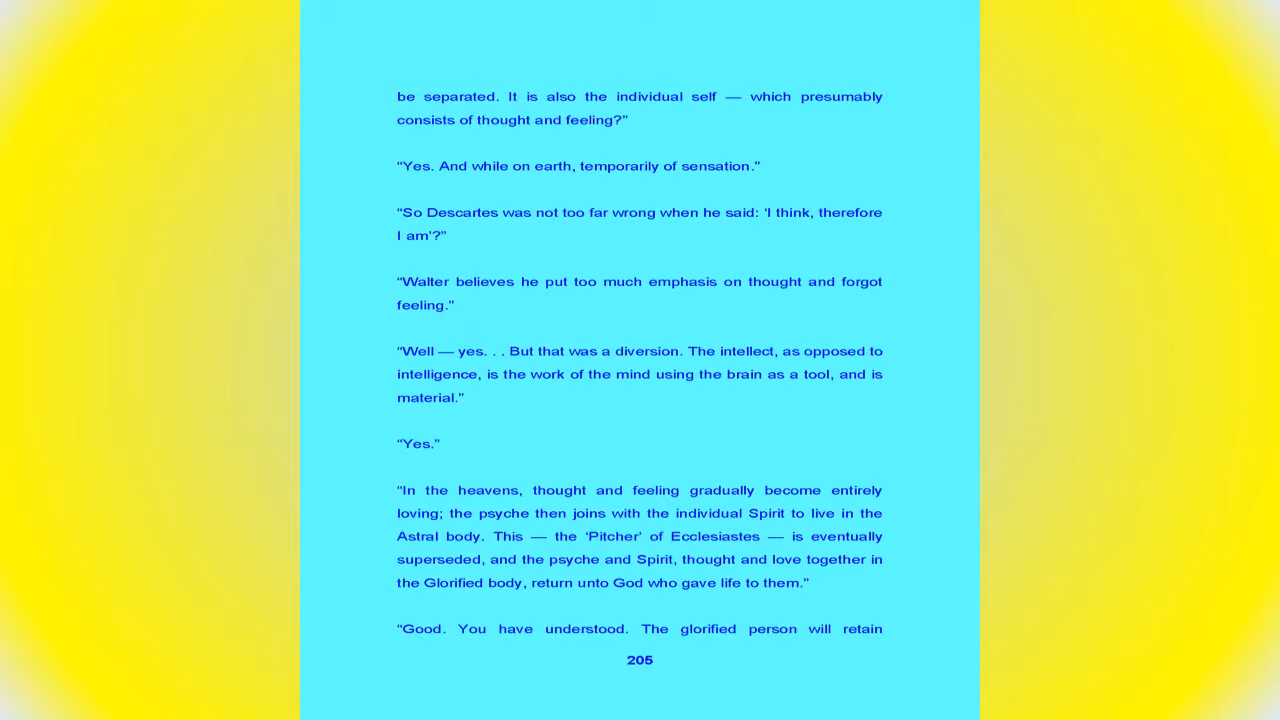 be separated. It is also the individual self — which presumably
consists of thought and feeling?”
“Yes. And while on earth, temporarily of sensation.”
“So Descartes was not too far wrong when he said: ‘I think, therefore
I am’?”
“Walter believes he put too much emphasis on thought and forgot
feeling.”
“Well — yes. . . But that was a diversion. The intellect, as opposed to
intelligence, is the work of the mind using the brain as a tool, and is
material.”
“Yes.”
“In the heavens, thought and feeling gradually become entirely
loving; the psyche then joins with the individual Spirit to live in the
Astral body. This — the ‘Pitcher’ of Ecclesiastes — is eventually
superseded, and the psyche and Spirit, thought and love together in
the Glorified body, return unto God who gave life to them.”
“Good. You have understood. The glorified person will retain
205